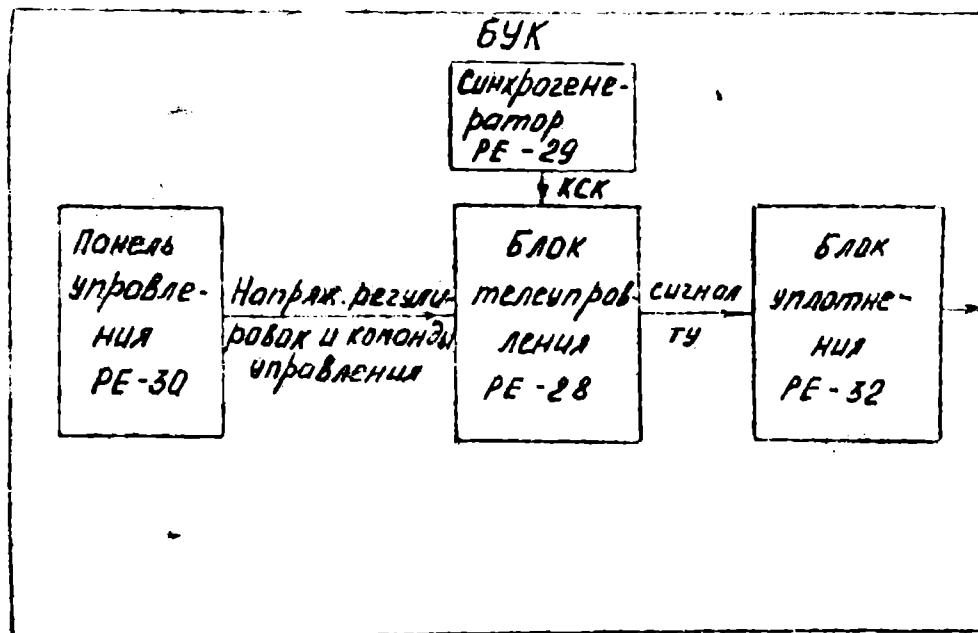 БУК
Синхрогене-
ратор
РЕ-29
КСК
Панель
управле-
ния
РЕ-30
Напряж. регули-
ровок и команды
управления
Блок
телеуправ-
ления
РЕ-28
сигнал
ту
Блок
уплотне-
ния
РЕ-32